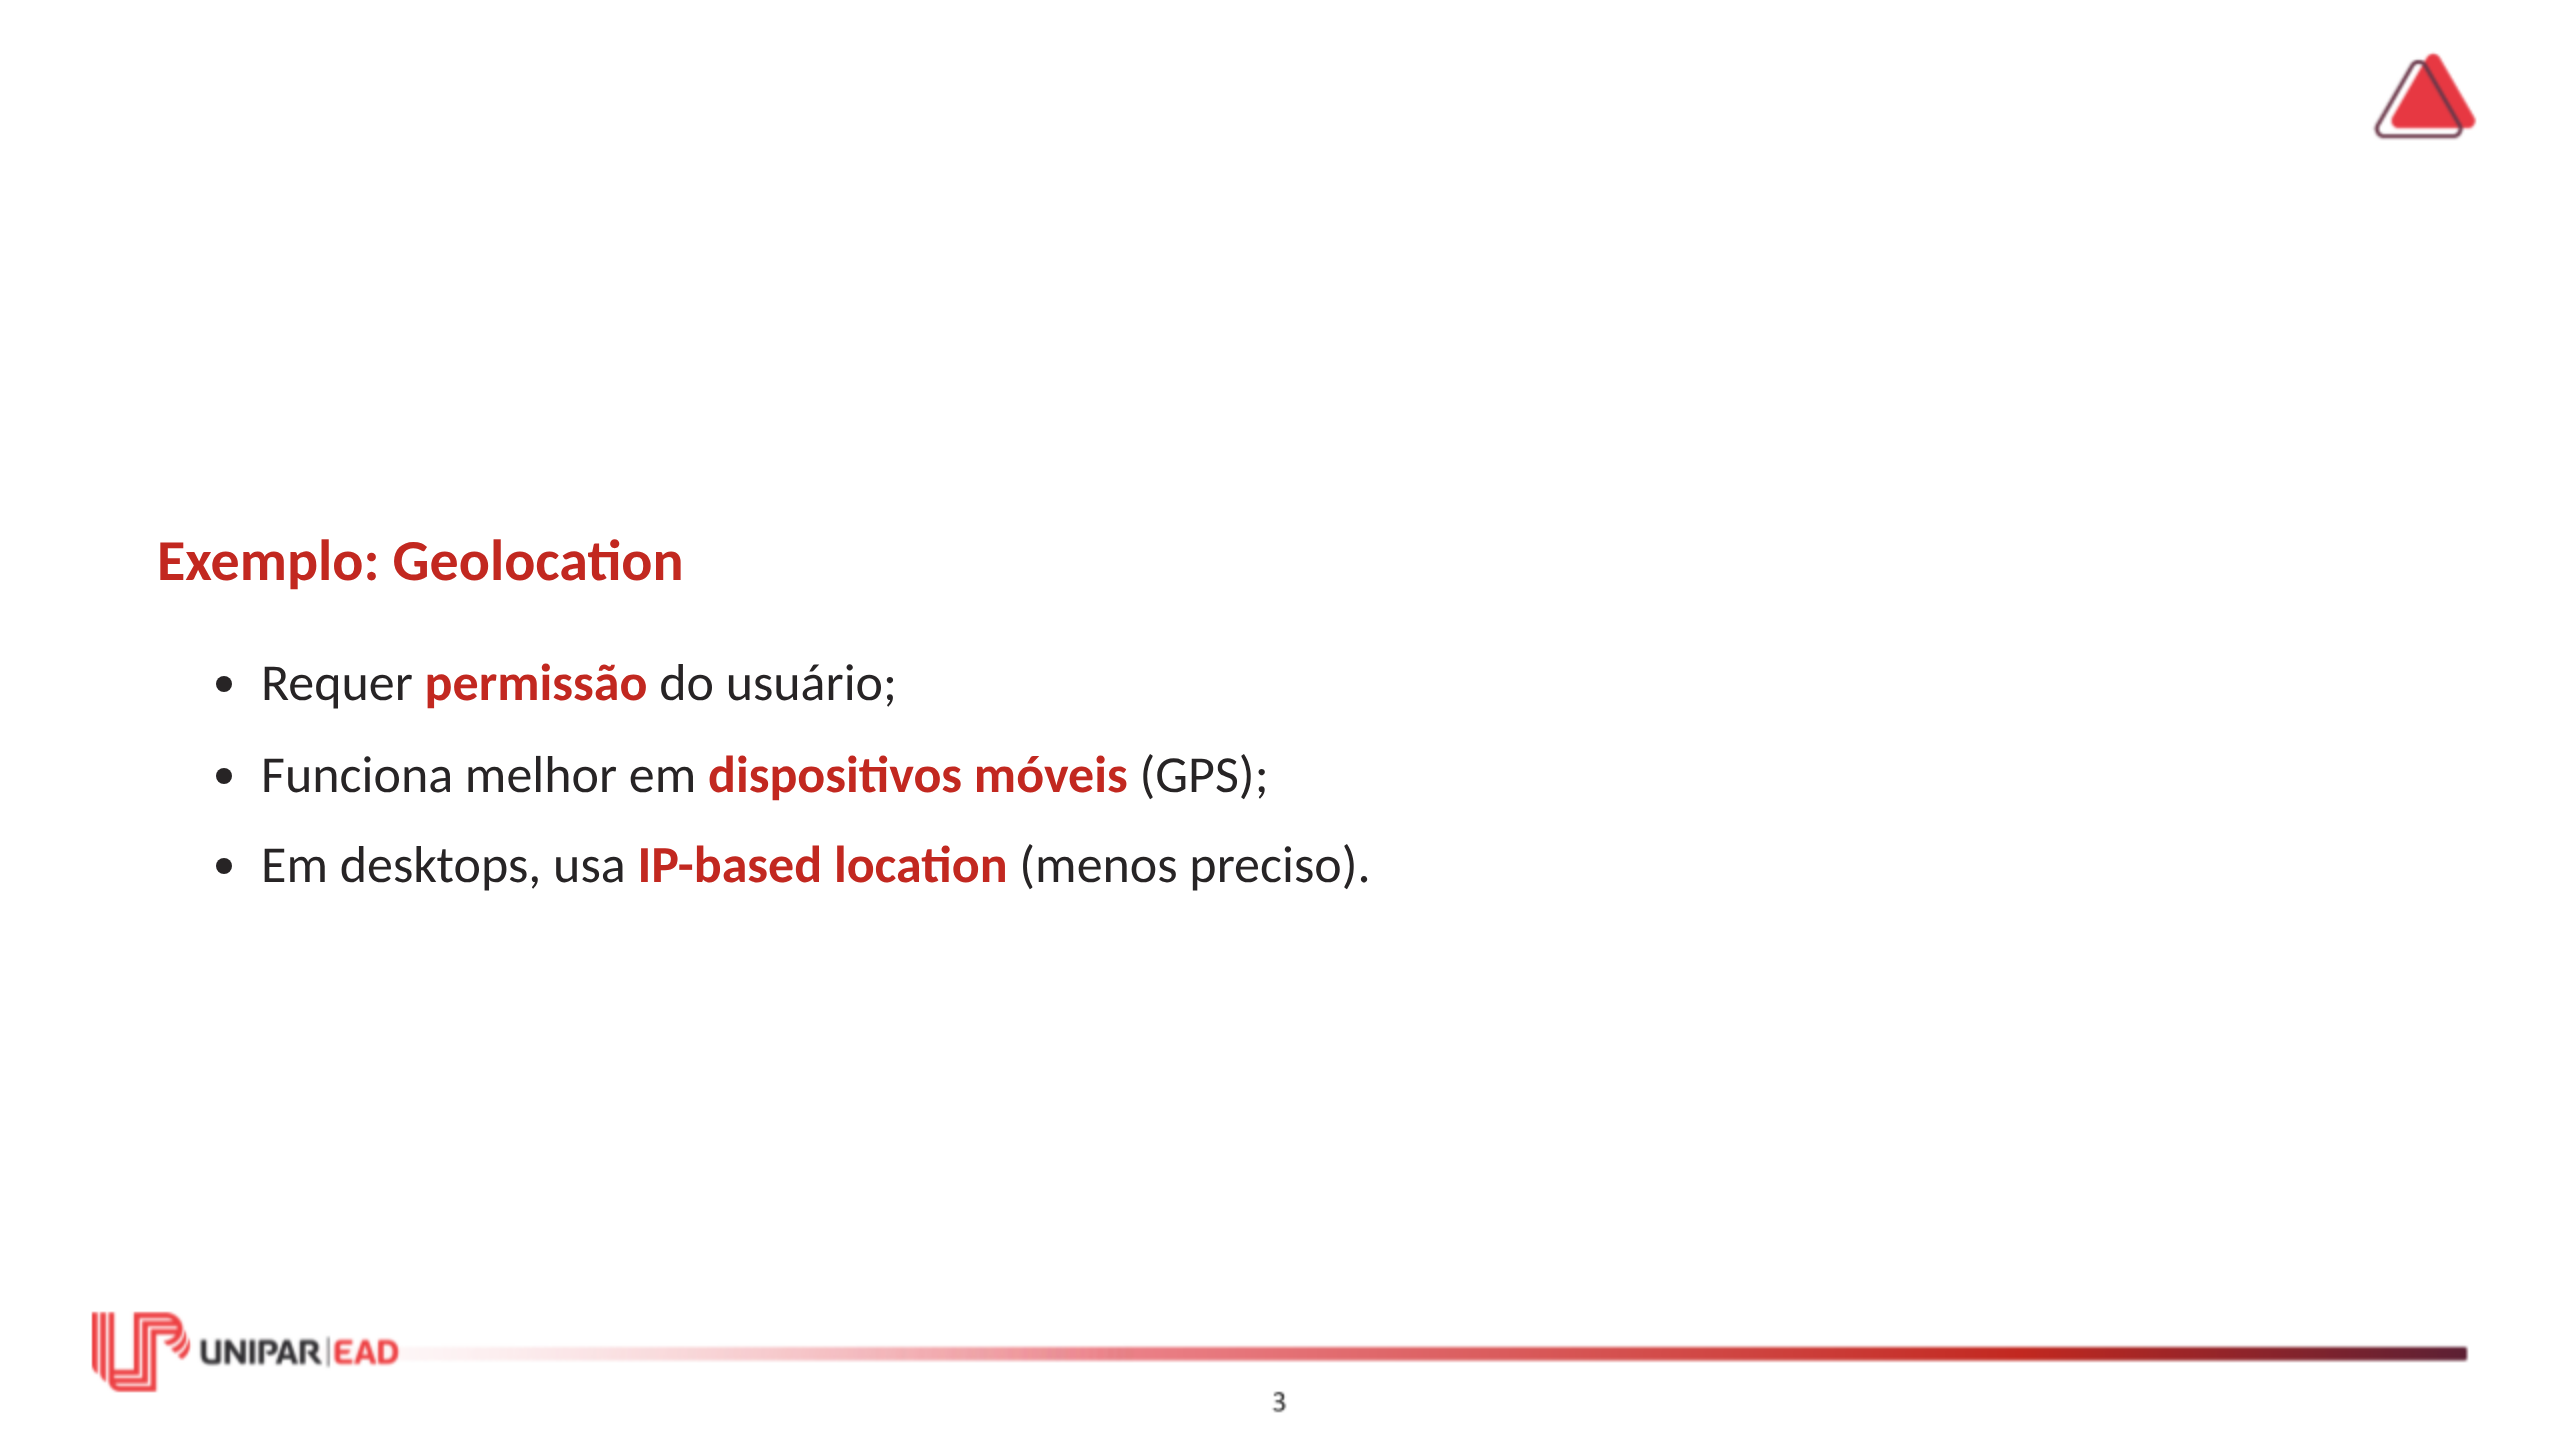 Exemplo: Geolocation
• Requer permissão do usuário;
• Funciona melhor em dispositivos móveis (GPS);
• Em desktops, usa IP-based location (menos preciso).
UNIPAR|EAD
3